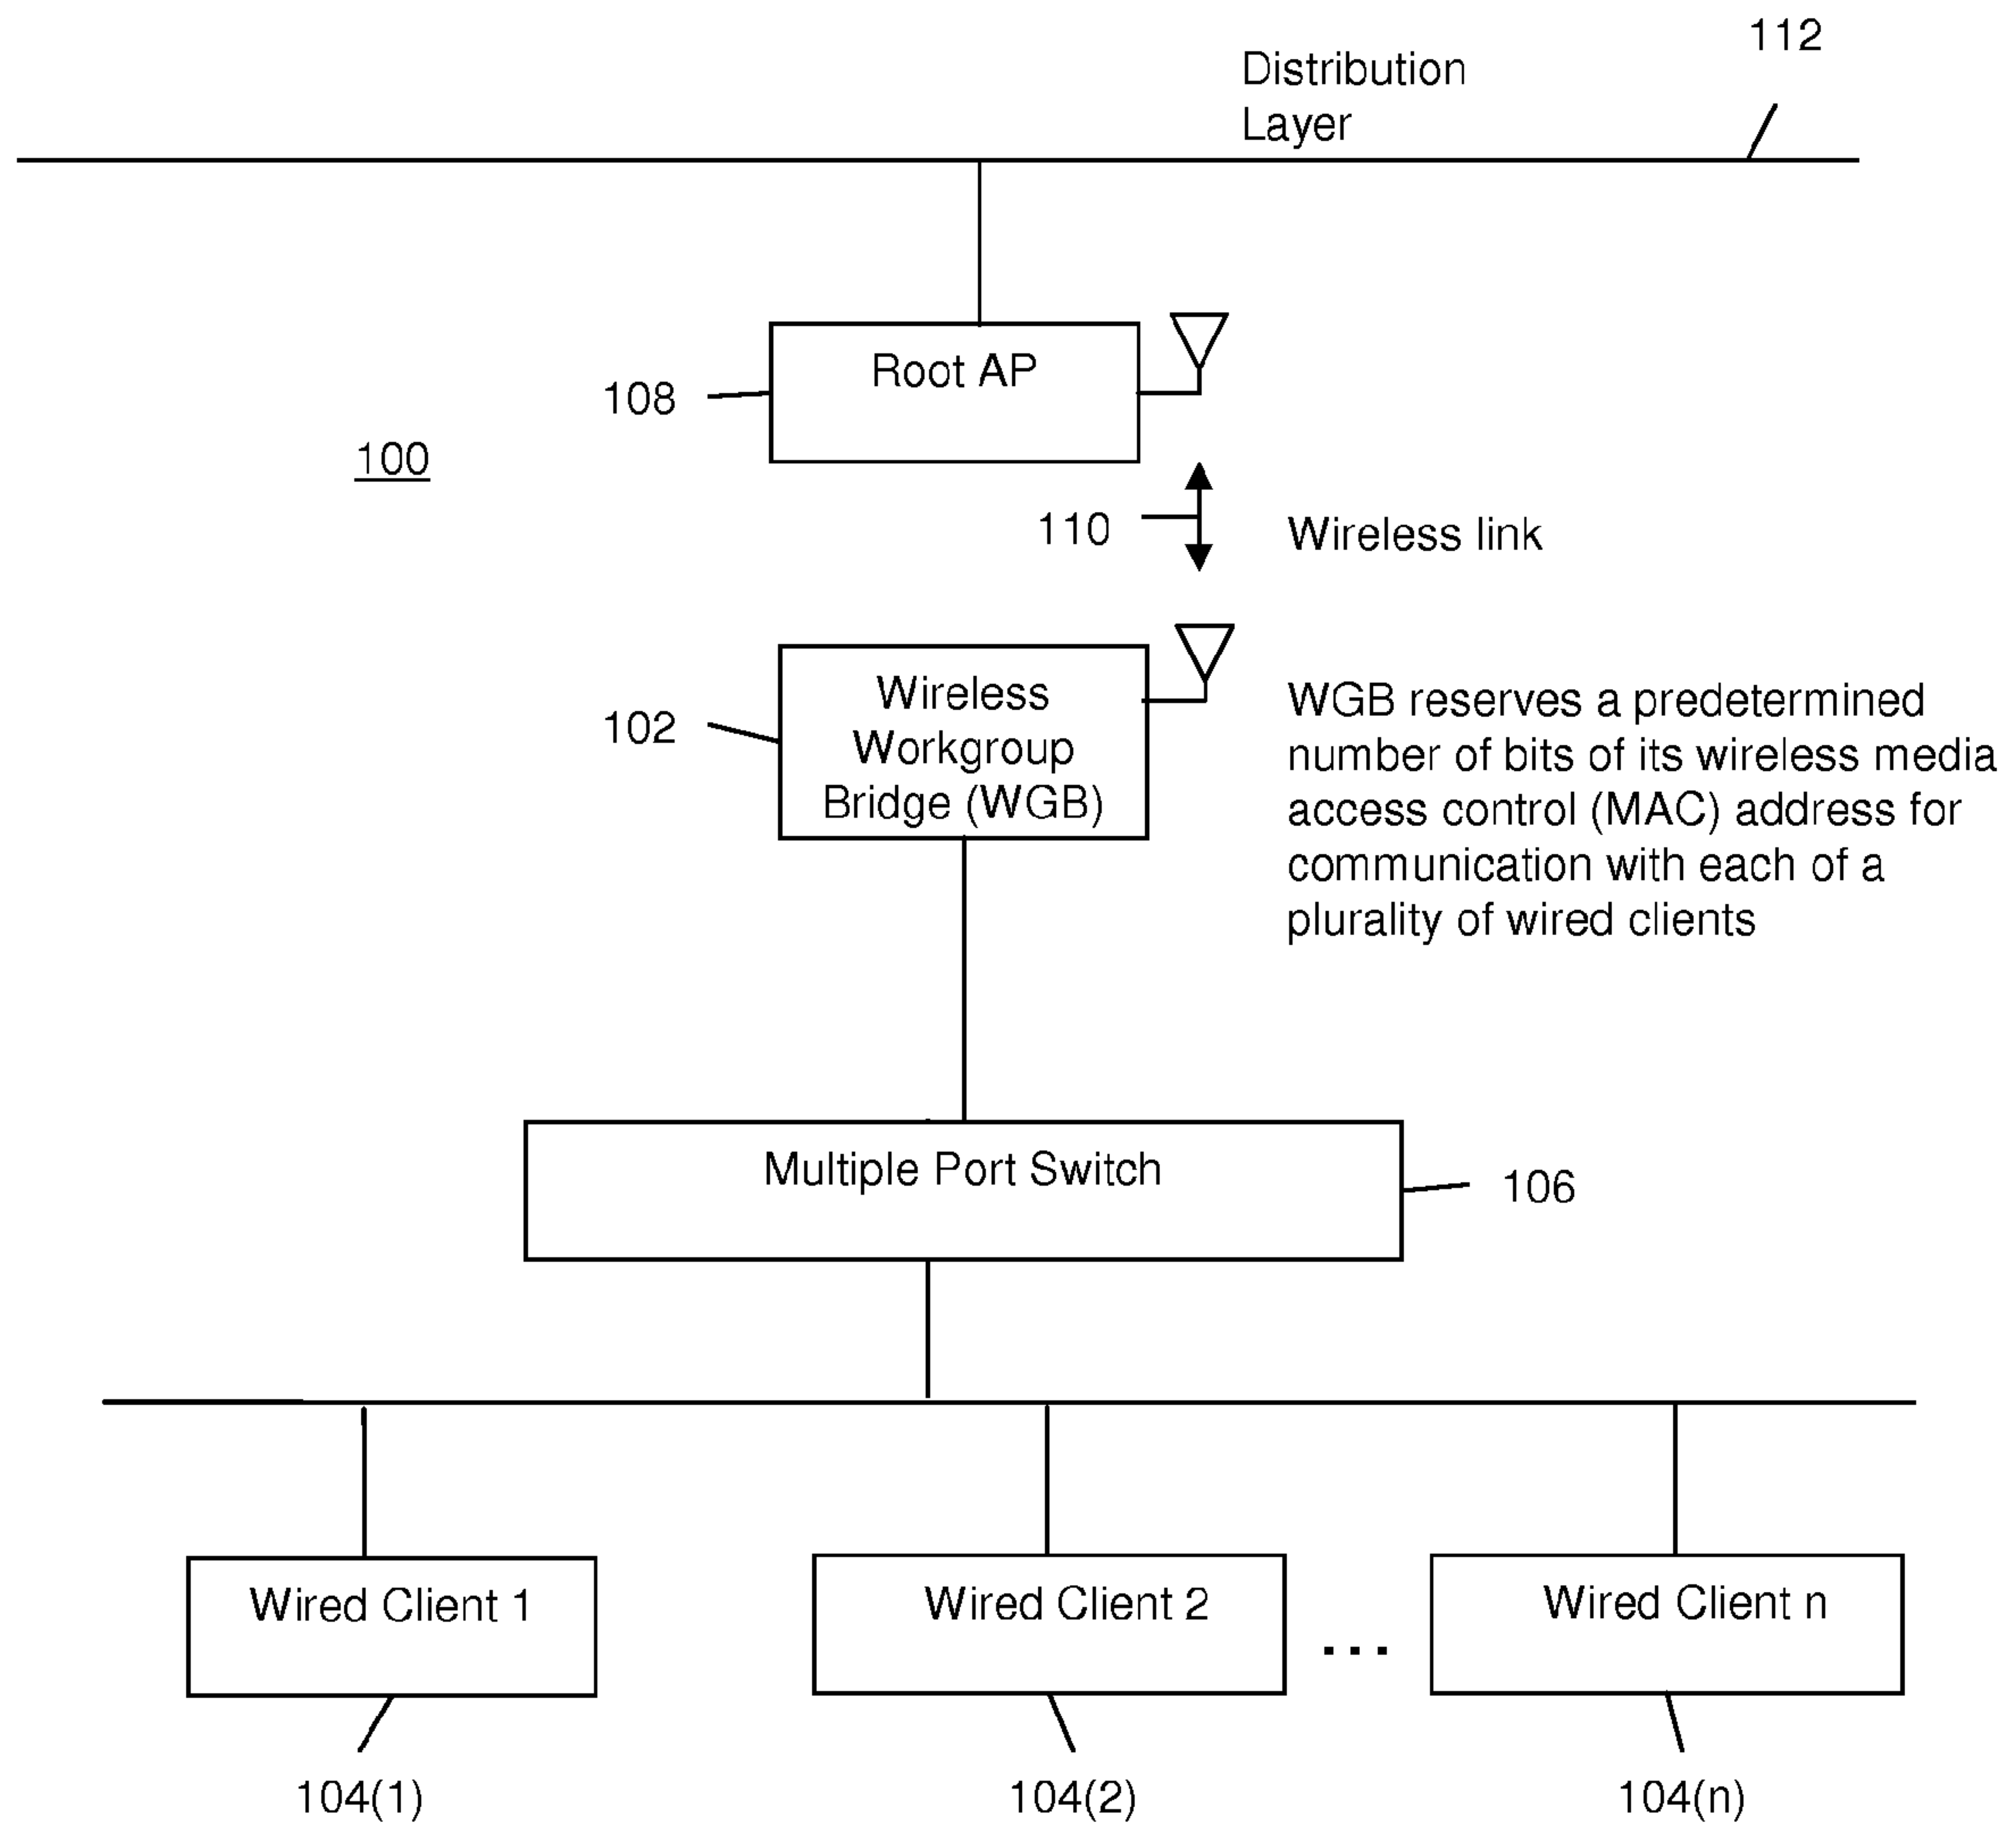 112
Distribution
Layer
Root AP
108
100
110
Wireless link
Wireless
Workgroup
Bridge (WGB)
102
WGB reserves a predetermined
number of bits of its wireless media
access control (MAC) address for
communication with each of a
plurality of wired clients
Multiple Port Switch
106
Wired Client 1
Wired Client 2
...
Wired Client n
104(1)
104(2)
104(n)